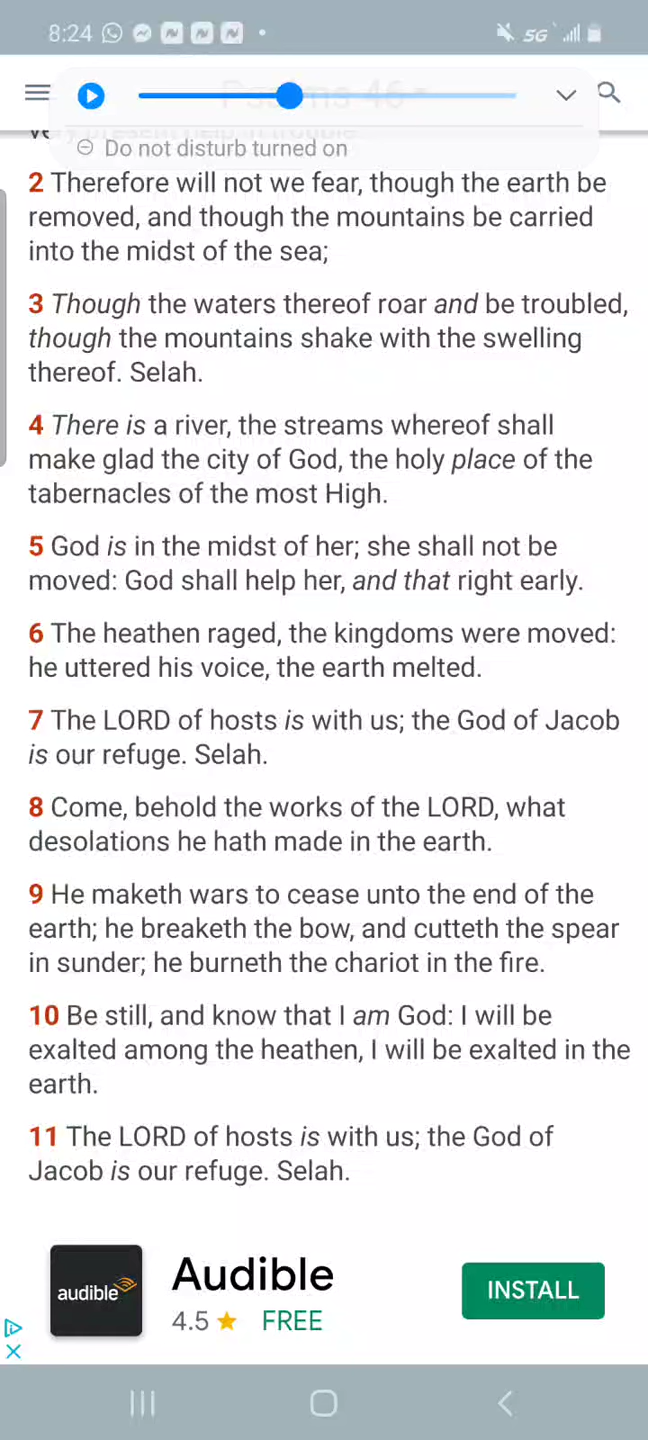 8:24
5G
Psalms 46
very present help in trouble
Do not disturb turned on
2 Therefore will not we fear, though the earth be
removed, and though the mountains be carried
into the midst of the sea;
3 Though the waters thereof roar and be troubled,
though the mountains shake with the swelling
thereof. Selah.
4 There is a river, the streams whereof shall
make glad the city of God, the holy place of the
tabernacles of the most High.
5 God is in the midst of her; she shall not be
moved: God shall help her, and that right early.
6 The heathen raged, the kingdoms were moved:
he uttered his voice, the earth melted.
7 The LORD of hosts is with us; the God of Jacob
is our refuge. Selah.
8 Come, behold the works of the LORD, what
desolations he hath made in the earth.
9 He maketh wars to cease unto the end of the
earth; he breaketh the bow, and cutteth the spear
in sunder; he burneth the chariot in the fire.
10 Be still, and know that I am God: I will be
exalted among the heathen, I will be exalted in the
earth.
11 The LORD of hosts is with us; the God of
Jacob is our refuge. Selah.
audible
Audible
4.5 ★ FREE
INSTALL